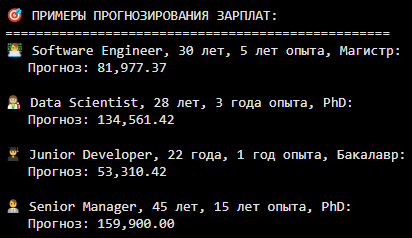 🎯 ПРИМЕРЫ ПРОГНОЗИРОВАНИЯ ЗАРПЛАТ:
==================================================
👨‍💻 Software Engineer, 30 лет, 5 лет опыта, Магистр:
Прогноз: 81,977.37
👩‍🔬 Data Scientist, 28 лет, 3 года опыта, PhD:
Прогноз: 134,561.42
👨‍🎓 Junior Developer, 22 года, 1 год опыта, Бакалавр:
Прогноз: 53,310.42
👨‍💼 Senior Manager, 45 лет, 15 лет опыта, PhD:
Прогноз: 159,900.00